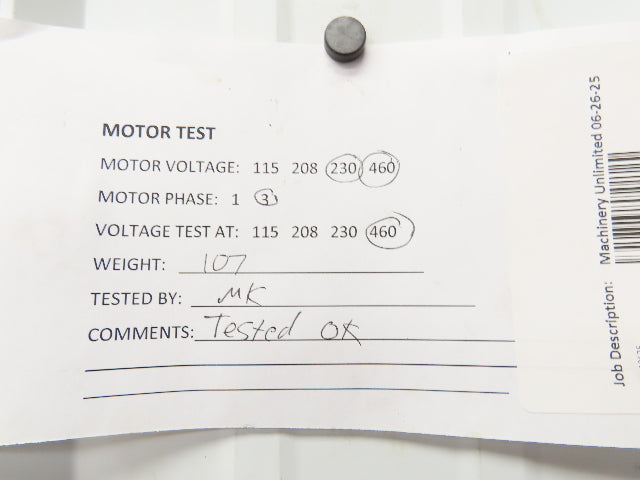 MOTOR TEST
MOTOR VOLTAGE: 115 208 230 460
MOTOR PHASE: 1 3
VOLTAGE TEST AT: 115 208 230 460
WEIGHT: 107
TESTED BY: MK
COMMENTS: Tested OK
Job Description: Machinery Unlimited 06-26-25